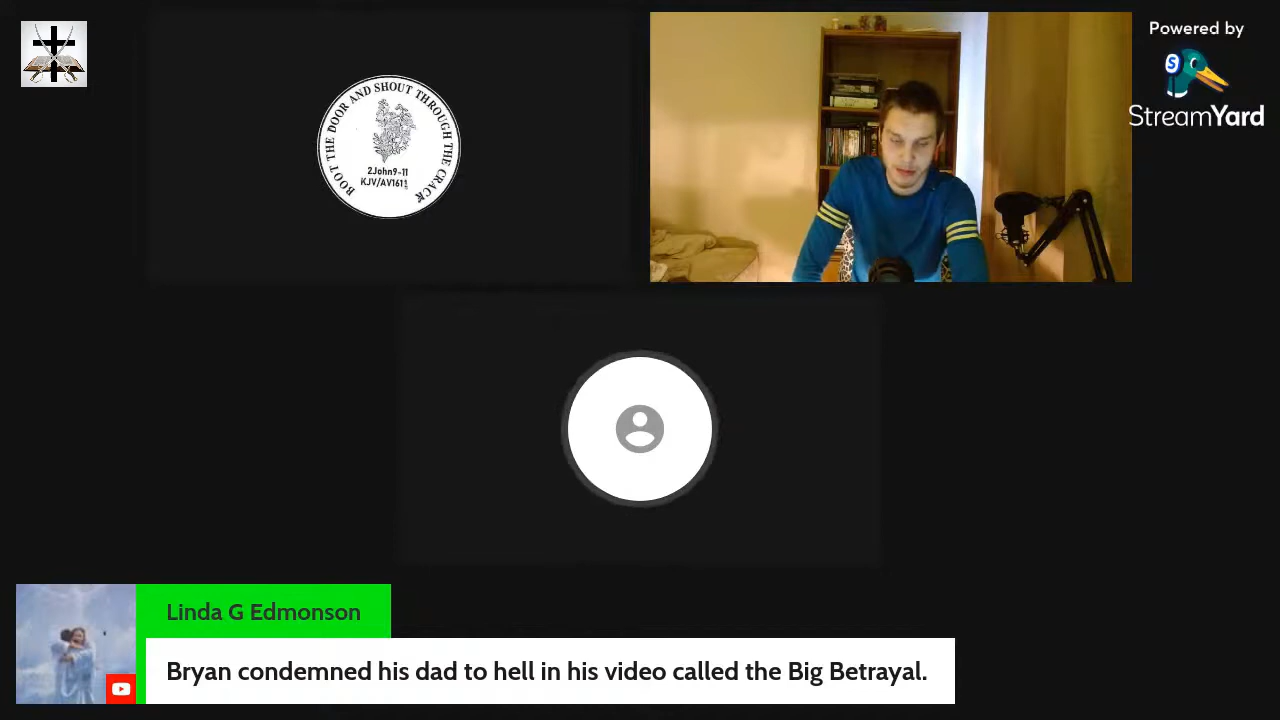 Powered by
StreamYard
BOOT THE DOOR AND SHOUT THROUGH THE CRACK
2John9-11
KJV/AV1611
Linda G Edmonson
Bryan condemned his dad to hell in his video called the Big Betrayal.